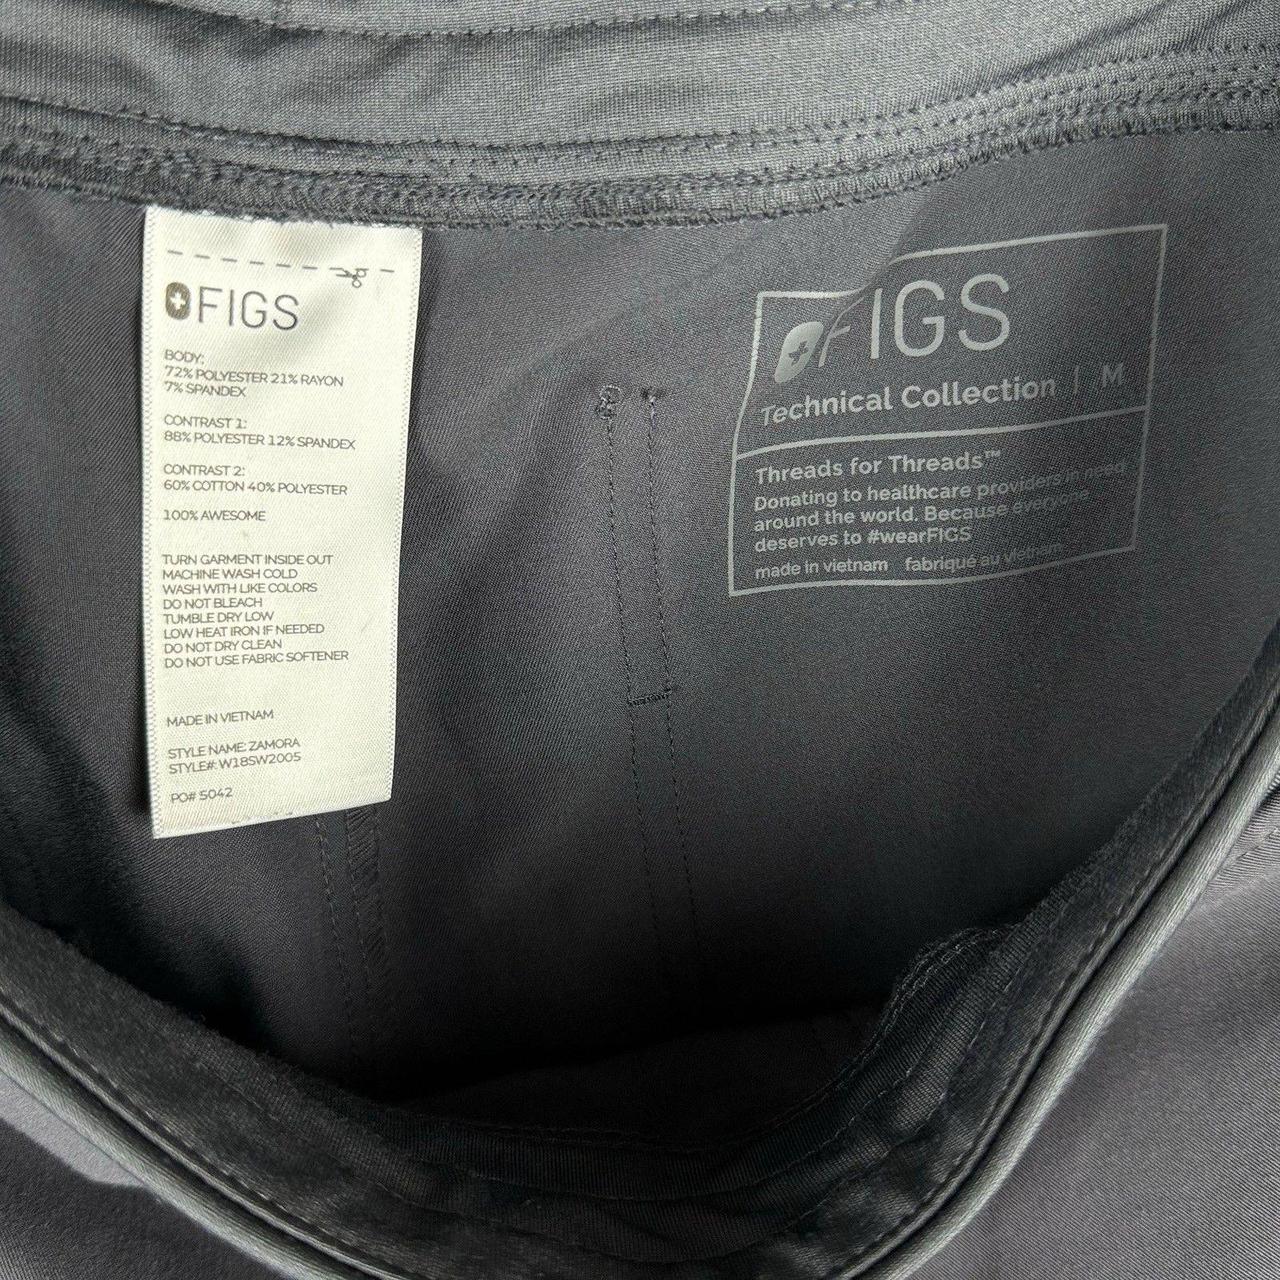 FIGS
BODY:
72% POLYESTER 21% RAYON
7% SPANDEX
CONTRAST 1:
88% POLYESTER 12% SPANDEX
CONTRAST 2:
60% COTTON 40% POLYESTER
100% AWESOME
TURN GARMENT INSIDE OUT
MACHINE WASH COLD
WASH WITH LIKE COLORS
DO NOT BLEACH
TUMBLE DRY LOW
LOW HEAT IRON IF NEEDED
DO NOT DRY CLEAN
DO NOT USE FABRIC SOFTENER
MADE IN VIETNAM
STYLE NAME: ZAMORA
STYLE#: W18SW2005
PO# 5042
FIGS
Technical Collection | M
Threads for Threads™
Donating to healthcare providers in need
around the world. Because everyone
deserves to #wearFIGS
made in vietnam fabriqué au vietnam